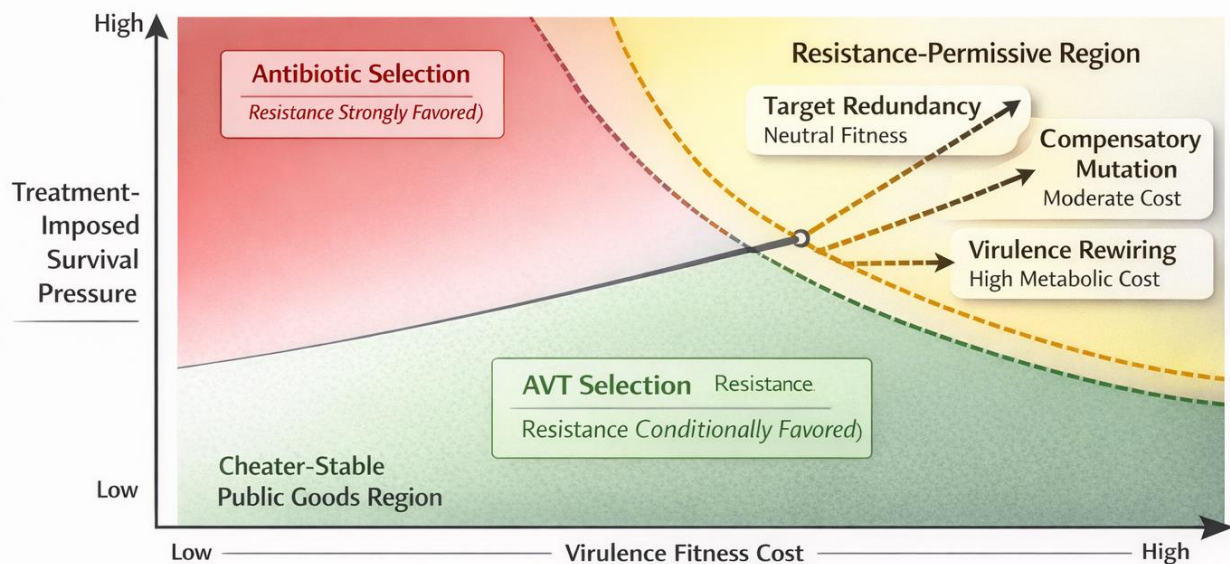 High
Antibiotic Selection
Resistance Strongly Favored)
Resistance-Permissive Region
Target Redundancy
Neutral Fitness
Compensatory
Mutation
Moderate Cost
Virulence Rewiring
High Metabolic Cost
Treatment-
Imposed
Survival
Pressure
AVT Selection Resistance.
Resistance Conditionally Favored)
Cheater-Stable
Public Goods Region
Low
Low Virulence Fitness Cost High